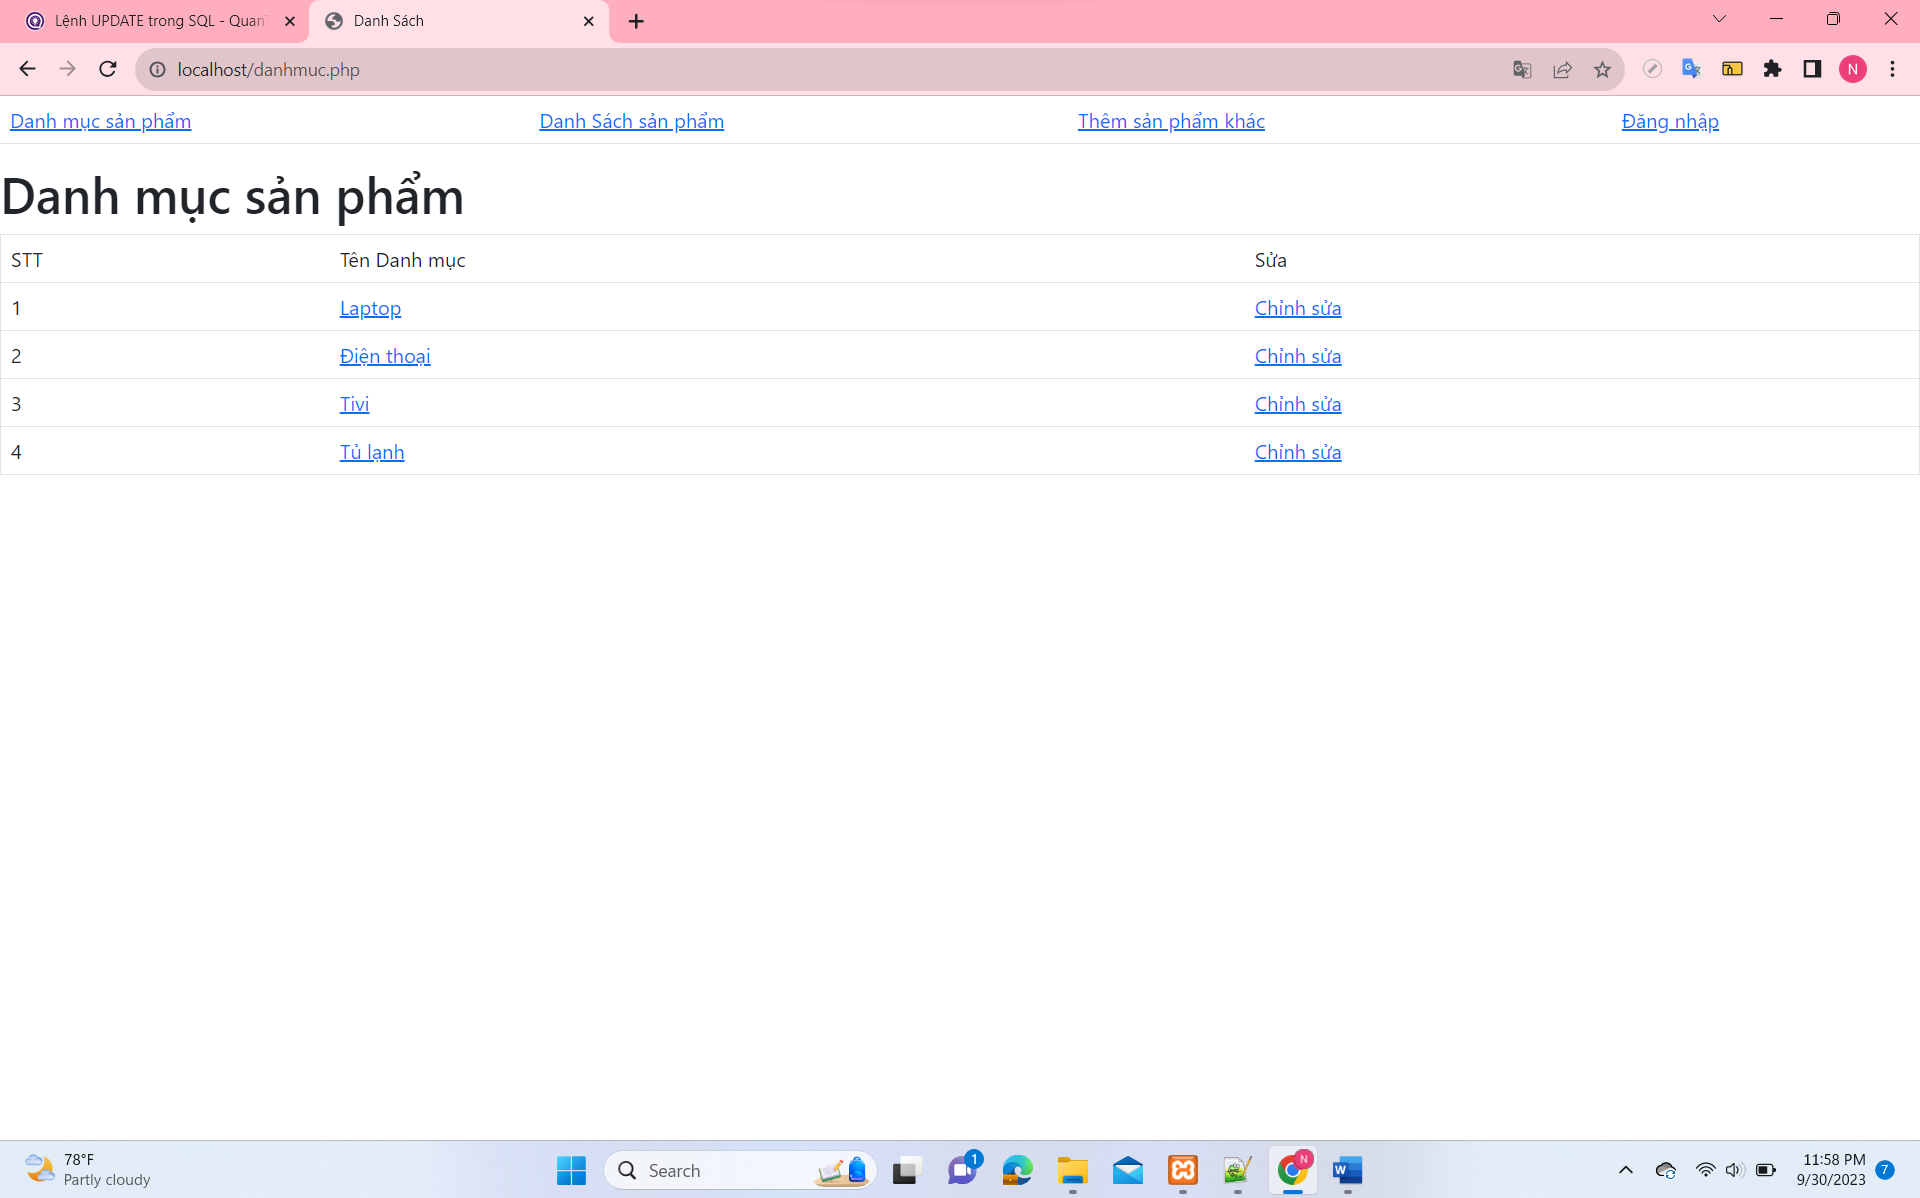 Lệnh UPDATE trong SQL - Quan
Danh Sách
localhost/danhmuc.php
N
Danh mục sản phẩm
Danh Sách sản phẩm
Thêm sản phẩm khác
Đăng nhập
Danh mục sản phẩm
STT
Tên Danh mục
Sửa
1
Laptop
Chỉnh sửa
2
Điện thoại
Chỉnh sửa
3
Tivi
Chỉnh sửa
4
Tủ lạnh
Chỉnh sửa
78°F
Partly cloudy
Search
1
N
W
11:58 PM
9/30/2023
7